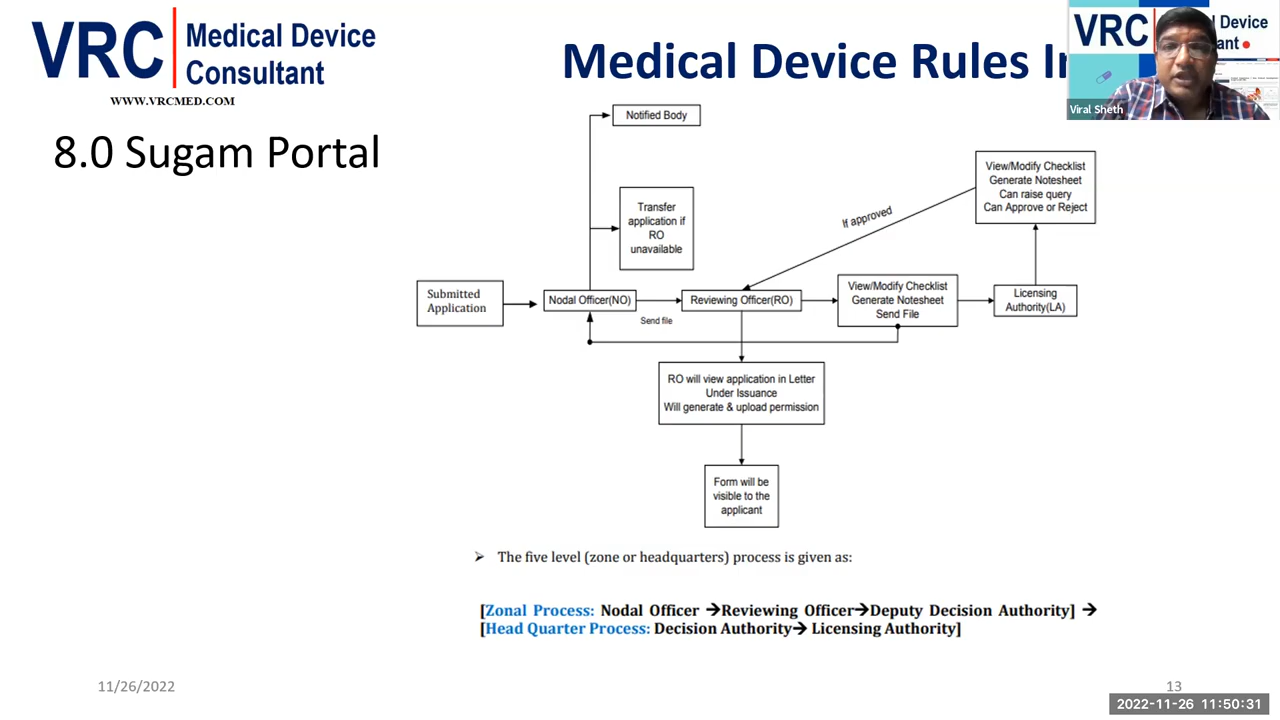 VRC Medical Device
Consultant
WWW.VRCMED.COM
Medical Device Rules
VRC Device
Viral Sheth
8.0 Sugam Portal
Notified Body
Transfer
application if
RO
unavailable
View/Modify Checklist
Generate Notesheet
Can raise query
Can Approve or Reject
If approved
Submitted
Application
Nodal Officer(NO)
Send file
Reviewing Officer(RO)
View/Modify Checklist
Generate Notesheet
Send File
Licensing
Authority(LA)
RO will view application in Letter
Under Issuance
Will generate & upload permission
Form will be
visible to the
applicant
➢ The five level (zone or headquarters) process is given as:
[Zonal Process: Nodal Officer →Reviewing Officer→Deputy Decision Authority] →
[Head Quarter Process: Decision Authority→ Licensing Authority]
11/26/2022
13
2022-11-26 11:50:31